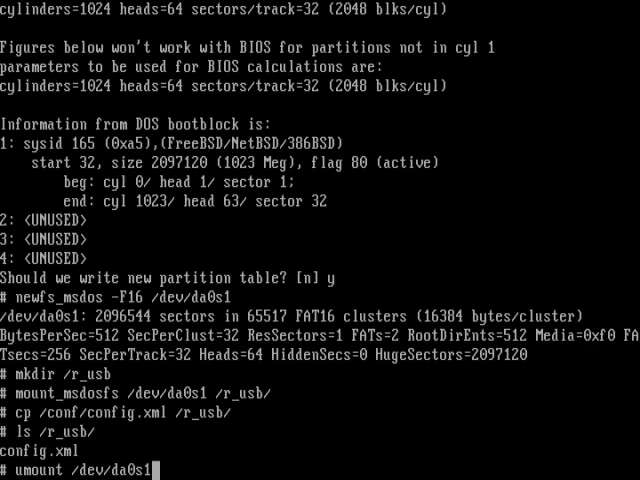 cylinders=1024 heads=64 sectors/track=32 (2048 blks/cyl)
Figures below won't work with BIOS for partitions not in cyl 1
parameters to be used for BIOS calculations are:
cylinders=1024 heads=64 sectors/track=32 (2048 blks/cyl)
Information from DOS bootblock is:
1: sysid 165 (0xa5),(FreeBSD/NetBSD/386BSD)
    start 32, size 2097120 (1023 Meg), flag 80 (active)
        beg: cyl 0/ head 1/ sector 1;
        end: cyl 1023/ head 63/ sector 32
2: <UNUSED>
3: <UNUSED>
4: <UNUSED>
Should we write new partition table? [n] y
# newfs_msdos -F16 /dev/da0s1
/dev/da0s1: 2096544 sectors in 65517 FAT16 clusters (16384 bytes/cluster)
BytesPerSec=512 SecPerClust=32 ResSectors=1 FATs=2 RootDirEnts=512 Media=0xf0 FA
Tsecs=256 SecPerTrack=32 Heads=64 HiddenSecs=0 HugeSectors=2097120
# mkdir /r_usb
# mount_msdosfs /dev/da0s1 /r_usb/
# cp /conf/config.xml /r_usb/
# ls /r_usb/
config.xml
# umount /dev/da0s1